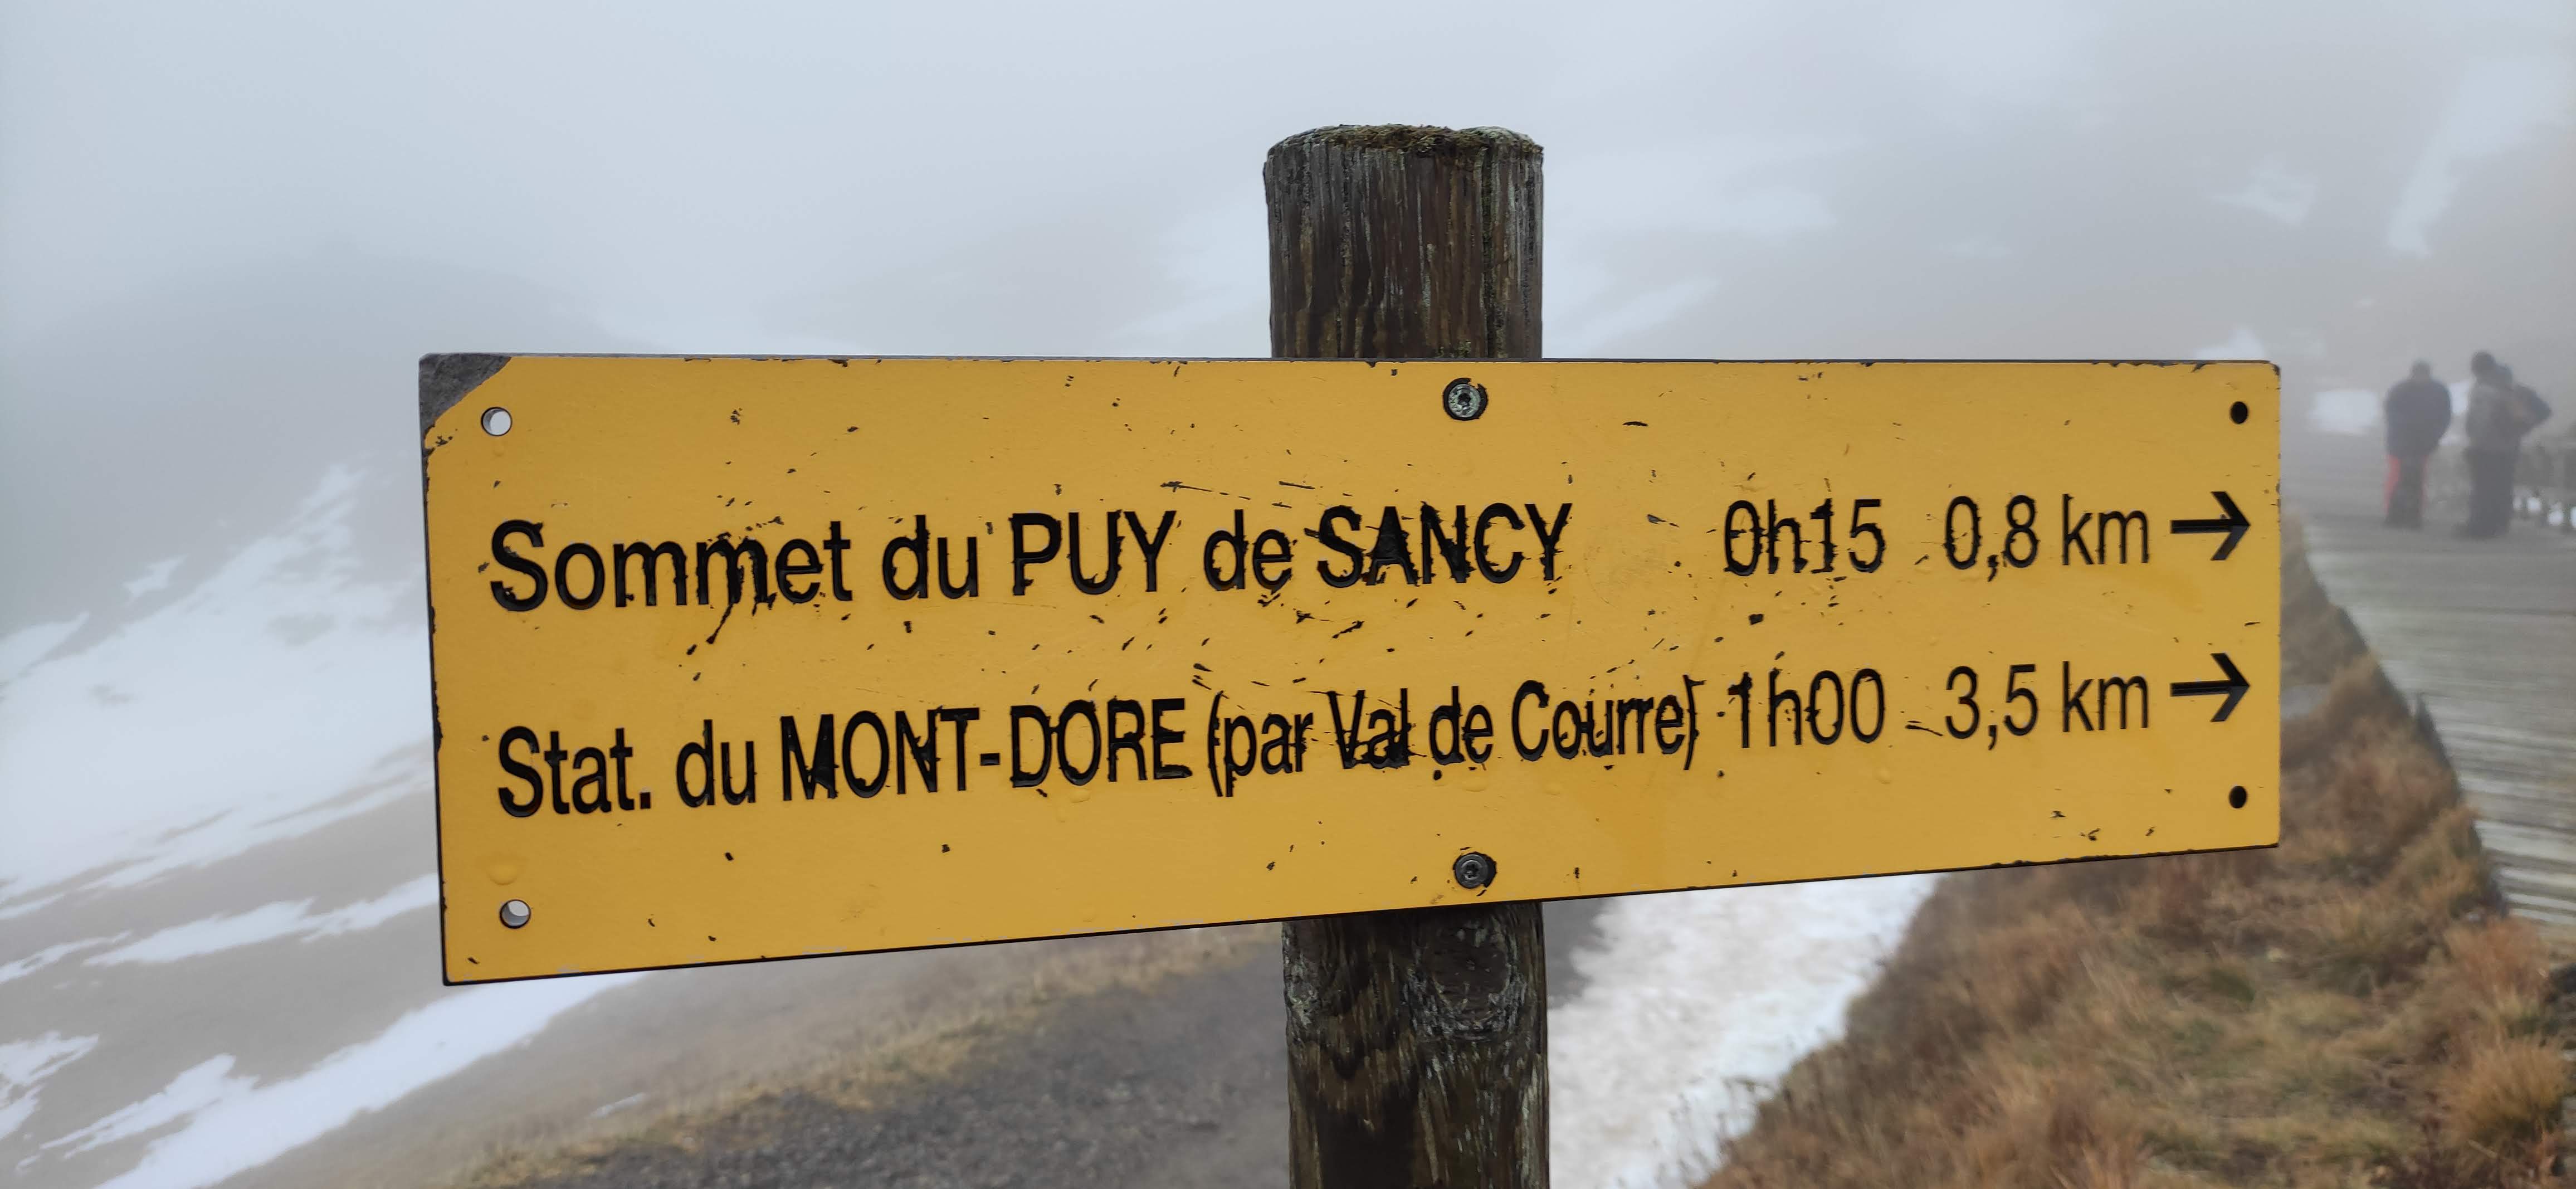 Sommet du PUY de SANCY 0h15 0,8 km →
Stat. du MONT-DORE (par Val de Courre) 1h00 3,5 km →